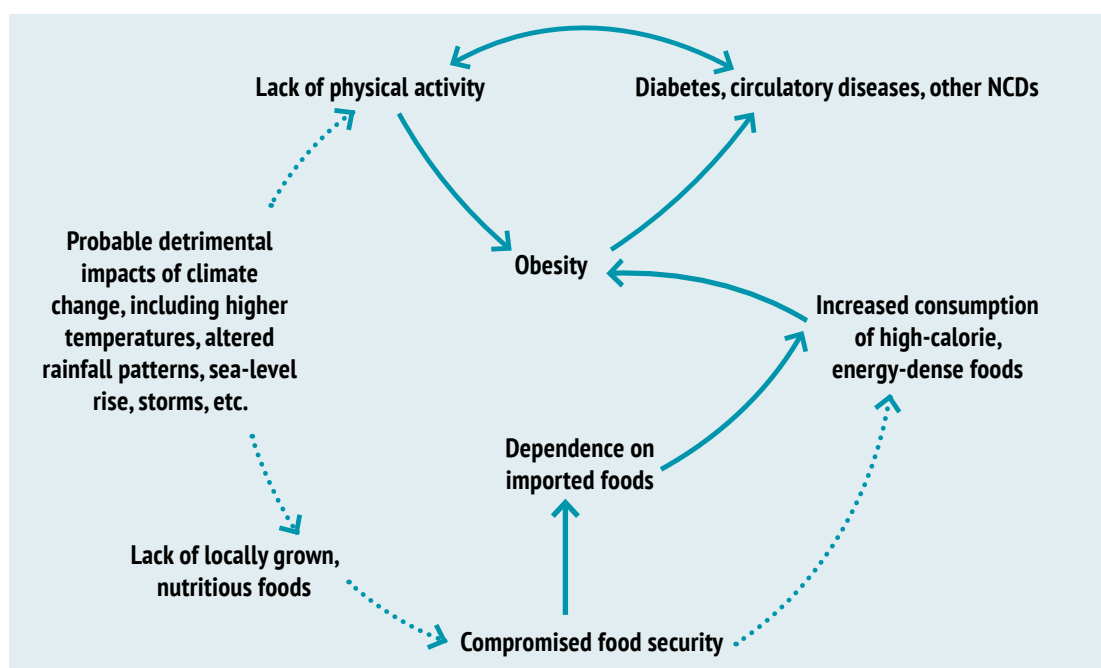 Lack of physical activity
Diabetes, circulatory diseases, other NCDs
Probable detrimental
impacts of climate
change, including higher
temperatures, altered
rainfall patterns, sea-level
rise, storms, etc.
Obesity
Increased consumption
of high-calorie,
energy-dense foods
Dependence on
imported foods
Lack of locally grown,
nutritious foods
Compromised food security